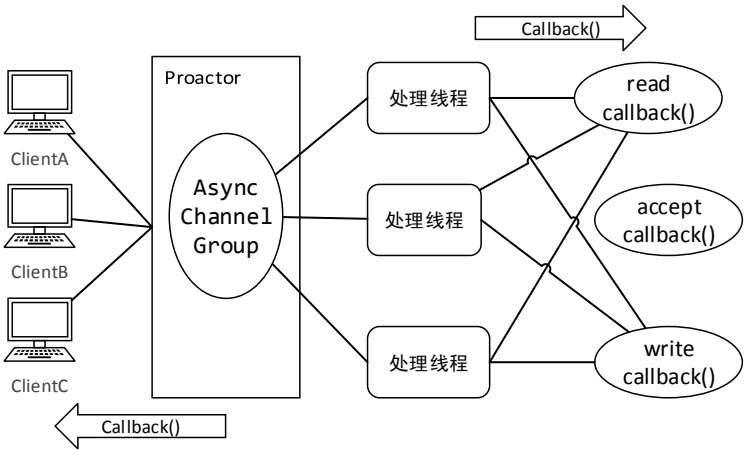 Callback()
Proactor
ClientA
ClientB
ClientC
Async
Channel
Group
处理线程
处理线程
处理线程
read
callback()
accept
callback()
write
callback()
Callback()